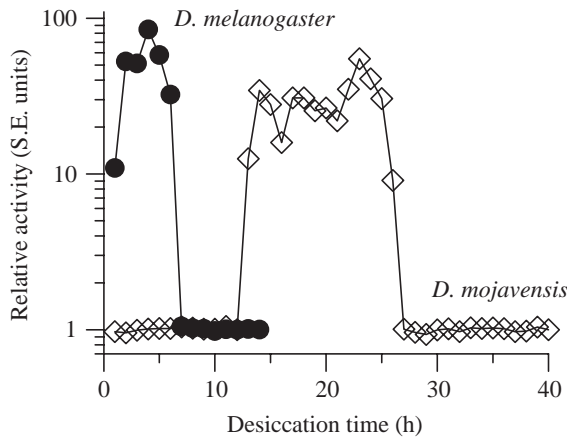 D. melanogaster
100
10
1
Relative activity (S.E. units)
D. mojavensis
0 10 20 30 40
Desiccation time (h)